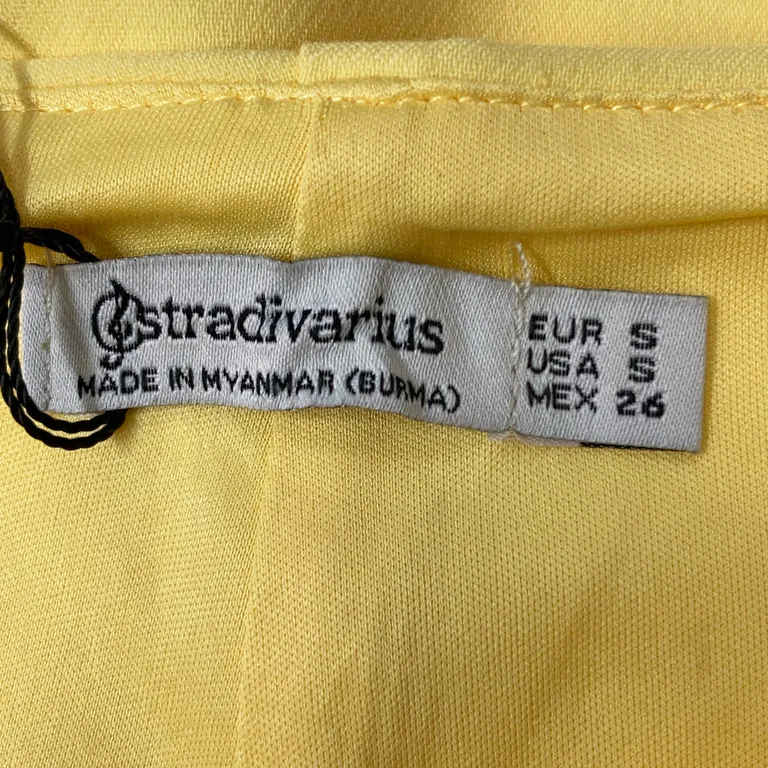 stradivarius
MADE IN MYANMAR (BURMA)
EUR S
USA S
MEX 26